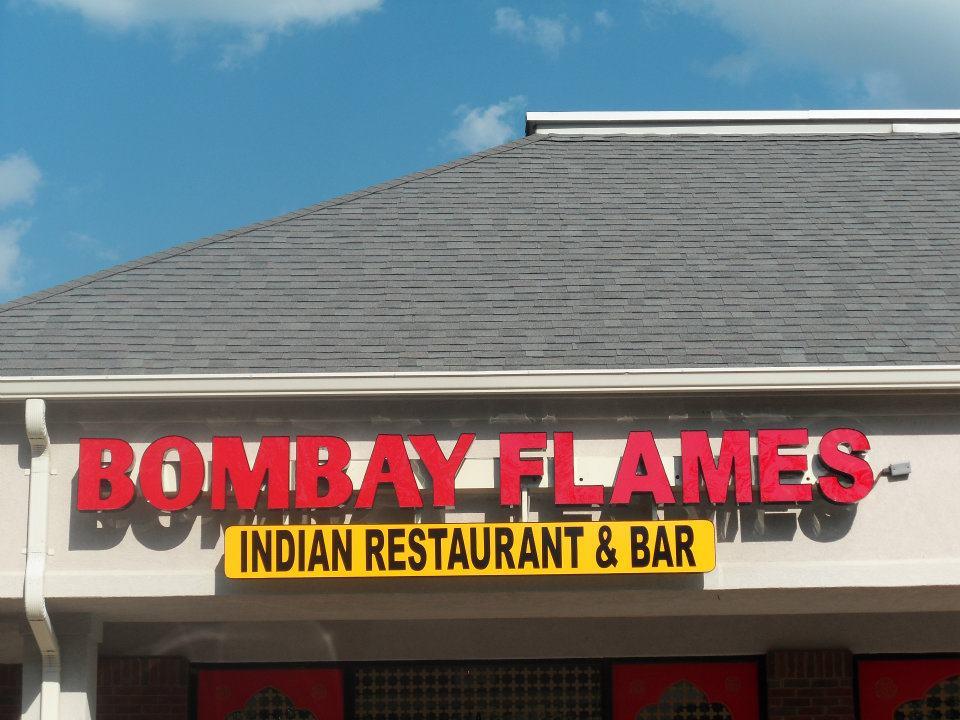 BOMBAY FLAMES
INDIAN RESTAURANT & BAR